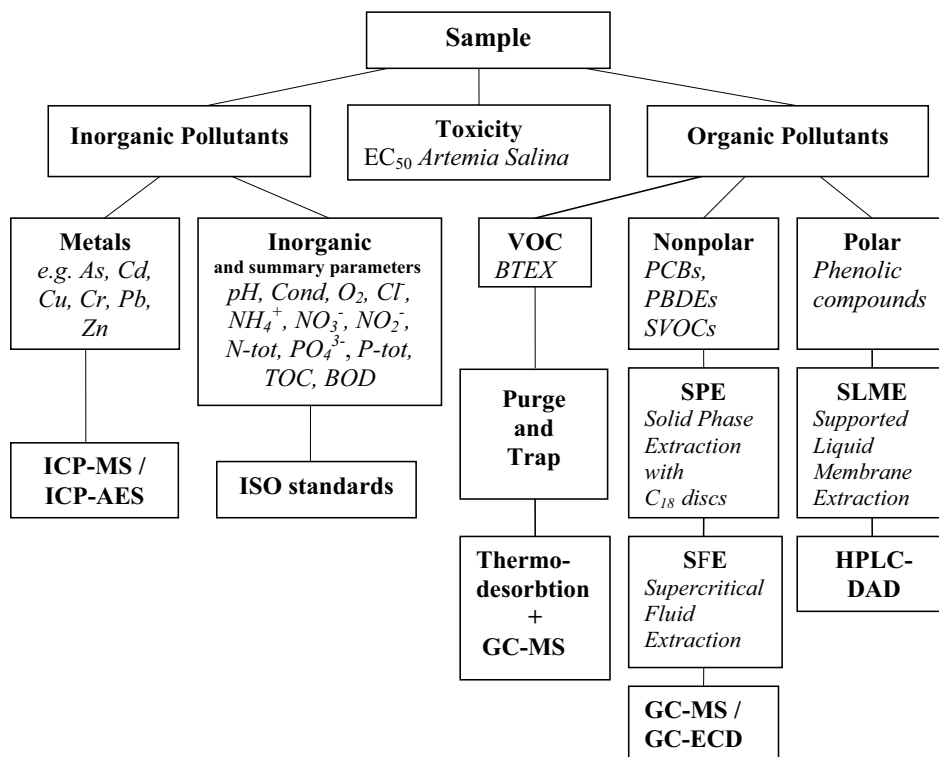 Sample
Inorganic Pollutants
Toxicity
EC₅₀ Artemia Salina
Organic Pollutants
Metals
e.g. As, Cd,
Cu, Cr, Pb,
Zn
Inorganic
and summary parameters
pH, Cond, O₂, Cl⁻,
NH₄⁺, NO₃⁻, NO₂⁻,
N-tot, PO₄³⁻, P-tot,
TOC, BOD
VOC
BTEX
Nonpolar
PCBs,
PBDEs
SVOCs
Polar
Phenolic
compounds
ICP-MS /
ICP-AES
ISO standards
Purge
and
Trap
SPE
Solid Phase
Extraction
with
C₁₈ discs
SLME
Supported
Liquid
Membrane
Extraction
Thermo-
desorbtion
+
GC-MS
SFE
Supercritical
Fluid
Extraction
HPLC-
DAD
GC-MS /
GC-ECD